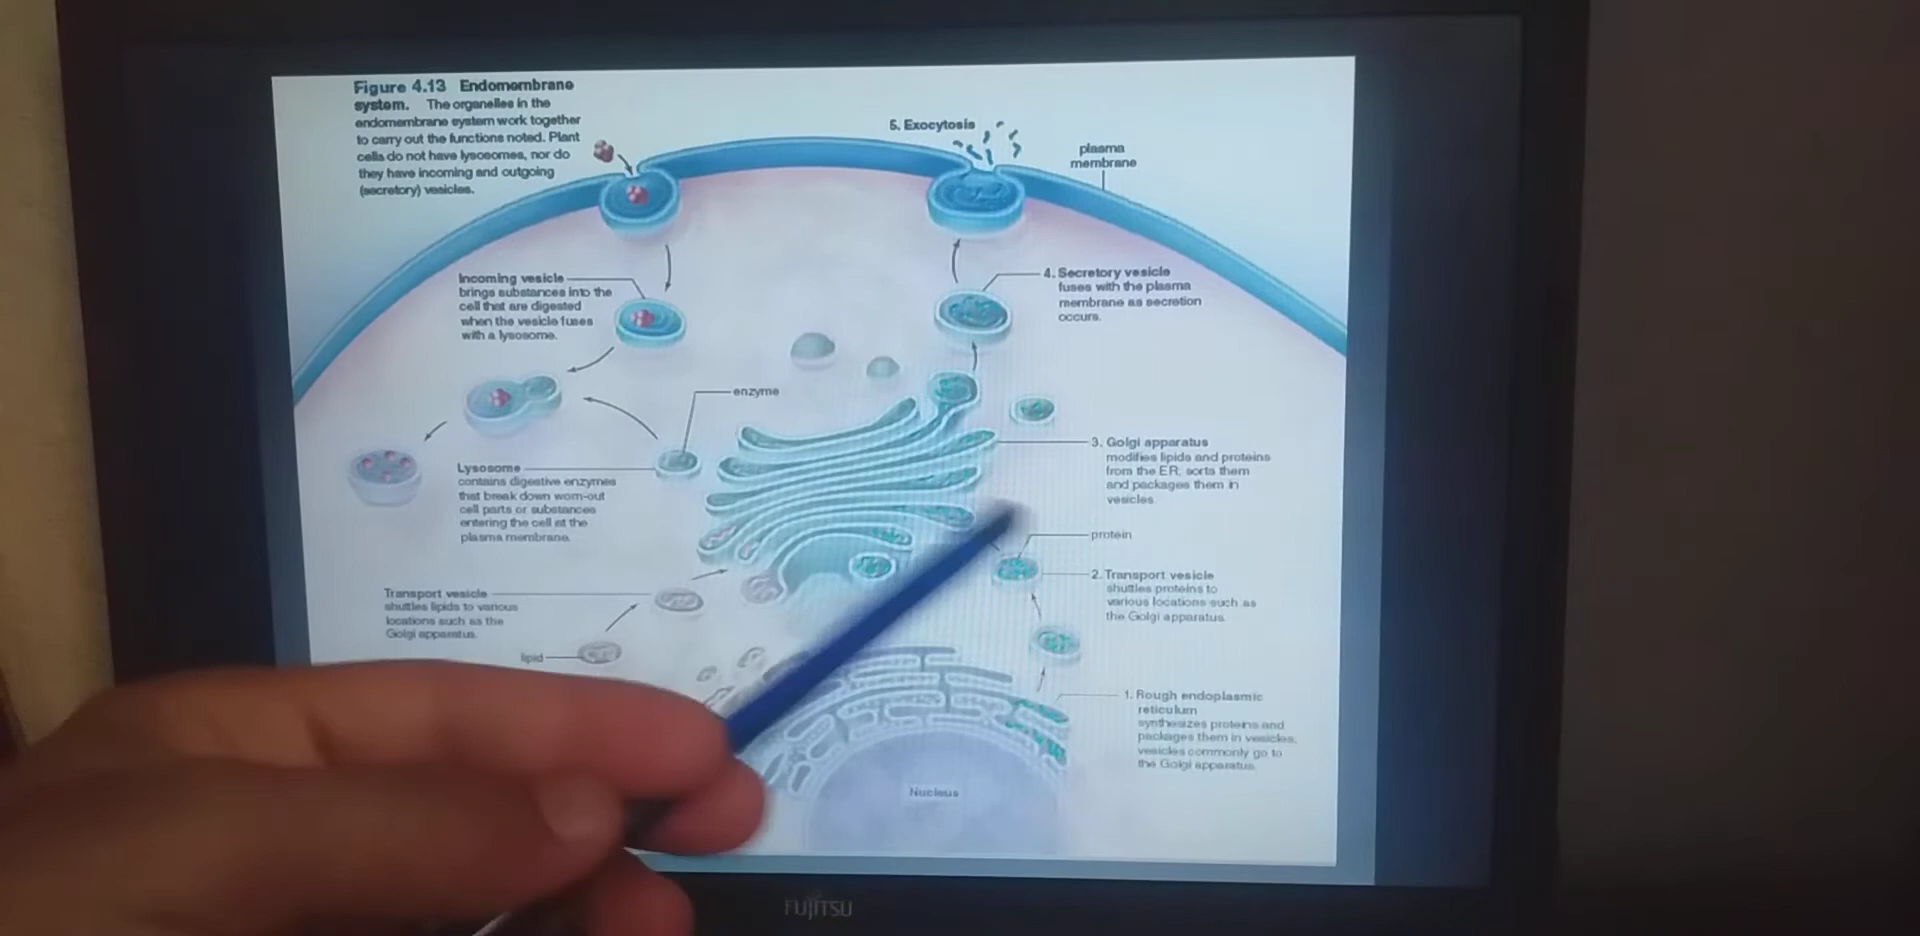 Figure 4.13 Endomembrane
system. The organelles in the
endomembrane system work together
to carry out the functions noted. Plant
cells do not have lysosomes, nor do
they have incoming and outgoing
(secretory) vesicles.
5. Exocytosis
plasma
membrane
Incoming vesicle
brings substances into the
cell that are digested
when the vesicle fuses
with a lysosome.
4. Secretory vesicle
fuses with the plasma
membrane as secretion
occurs.
enzyme
3. Golgi apparatus
modifies lipids and proteins
from the ER, sorts them
and packages them in
vesicles.
Lysosome
contains digestive enzymes
that break down worn-out
cell parts or substances
entering the cell at the
plasma membrane.
protein
2. Transport vesicle
shuttles proteins to
various locations such as
the Golgi apparatus.
Transport vesicle
shuttles lipids to various
locations such as the
Golgi apparatus.
lipid
1. Rough endoplasmic
reticulum
synthesizes proteins and
packages them in vesicles;
vesicles commonly go to
the Golgi apparatus.
Nucleus
FUJITSU